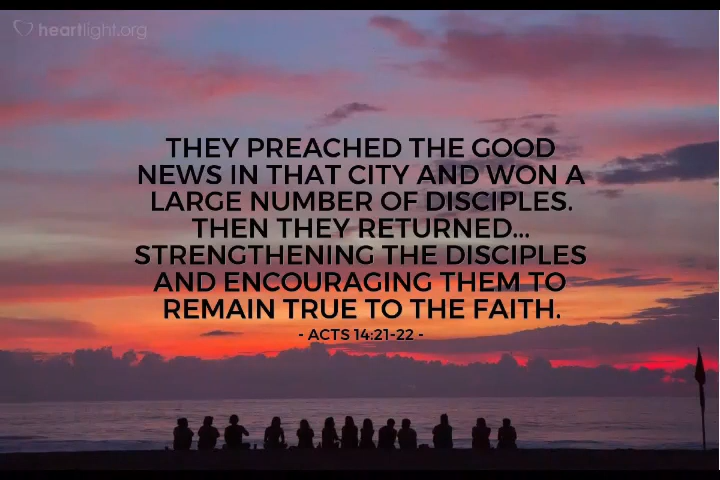 heartlight.org
THEY PREACHED THE GOOD
NEWS IN THAT CITY AND WON A
LARGE NUMBER OF DISCIPLES.
THEN THEY RETURNED...
STRENGTHENING THE DISCIPLES
AND ENCOURAGING THEM TO
REMAIN TRUE TO THE FAITH.
- ACTS 14:21-22 -